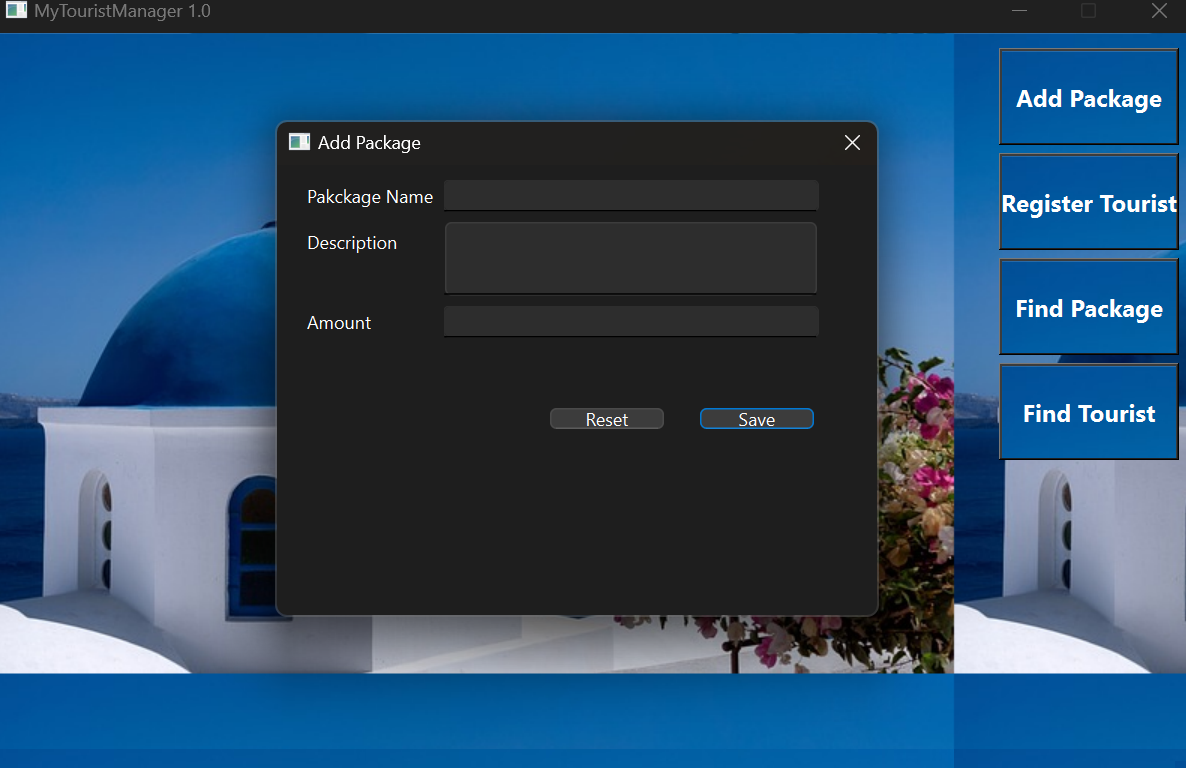 MyTouristManager 1.0
Add Package
Pakckage Name
Description
Amount
Reset Save
Add Package
Register Tourist
Find Package
Find Tourist